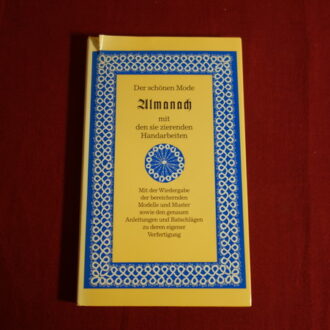 Der schönen Mode
Almanach
mit
den sie zierenden
Handarbeiten
Mit der Wiedergabe
der bereichernden
Modelle und Muster
sowie den genauen
Anleitungen und Ratschlägen
zu deren eigener
Verfertigung